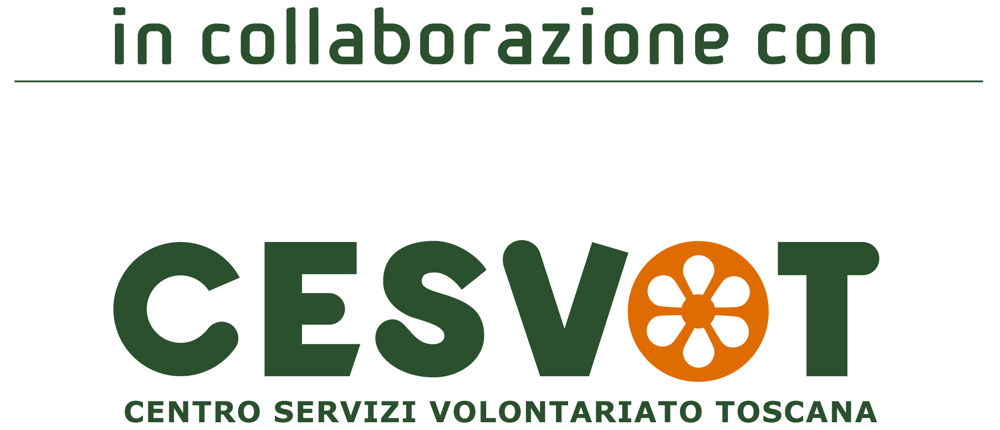 in collaborazione con
CESVOT
CENTRO SERVIZI VOLONTARIATO TOSCANA